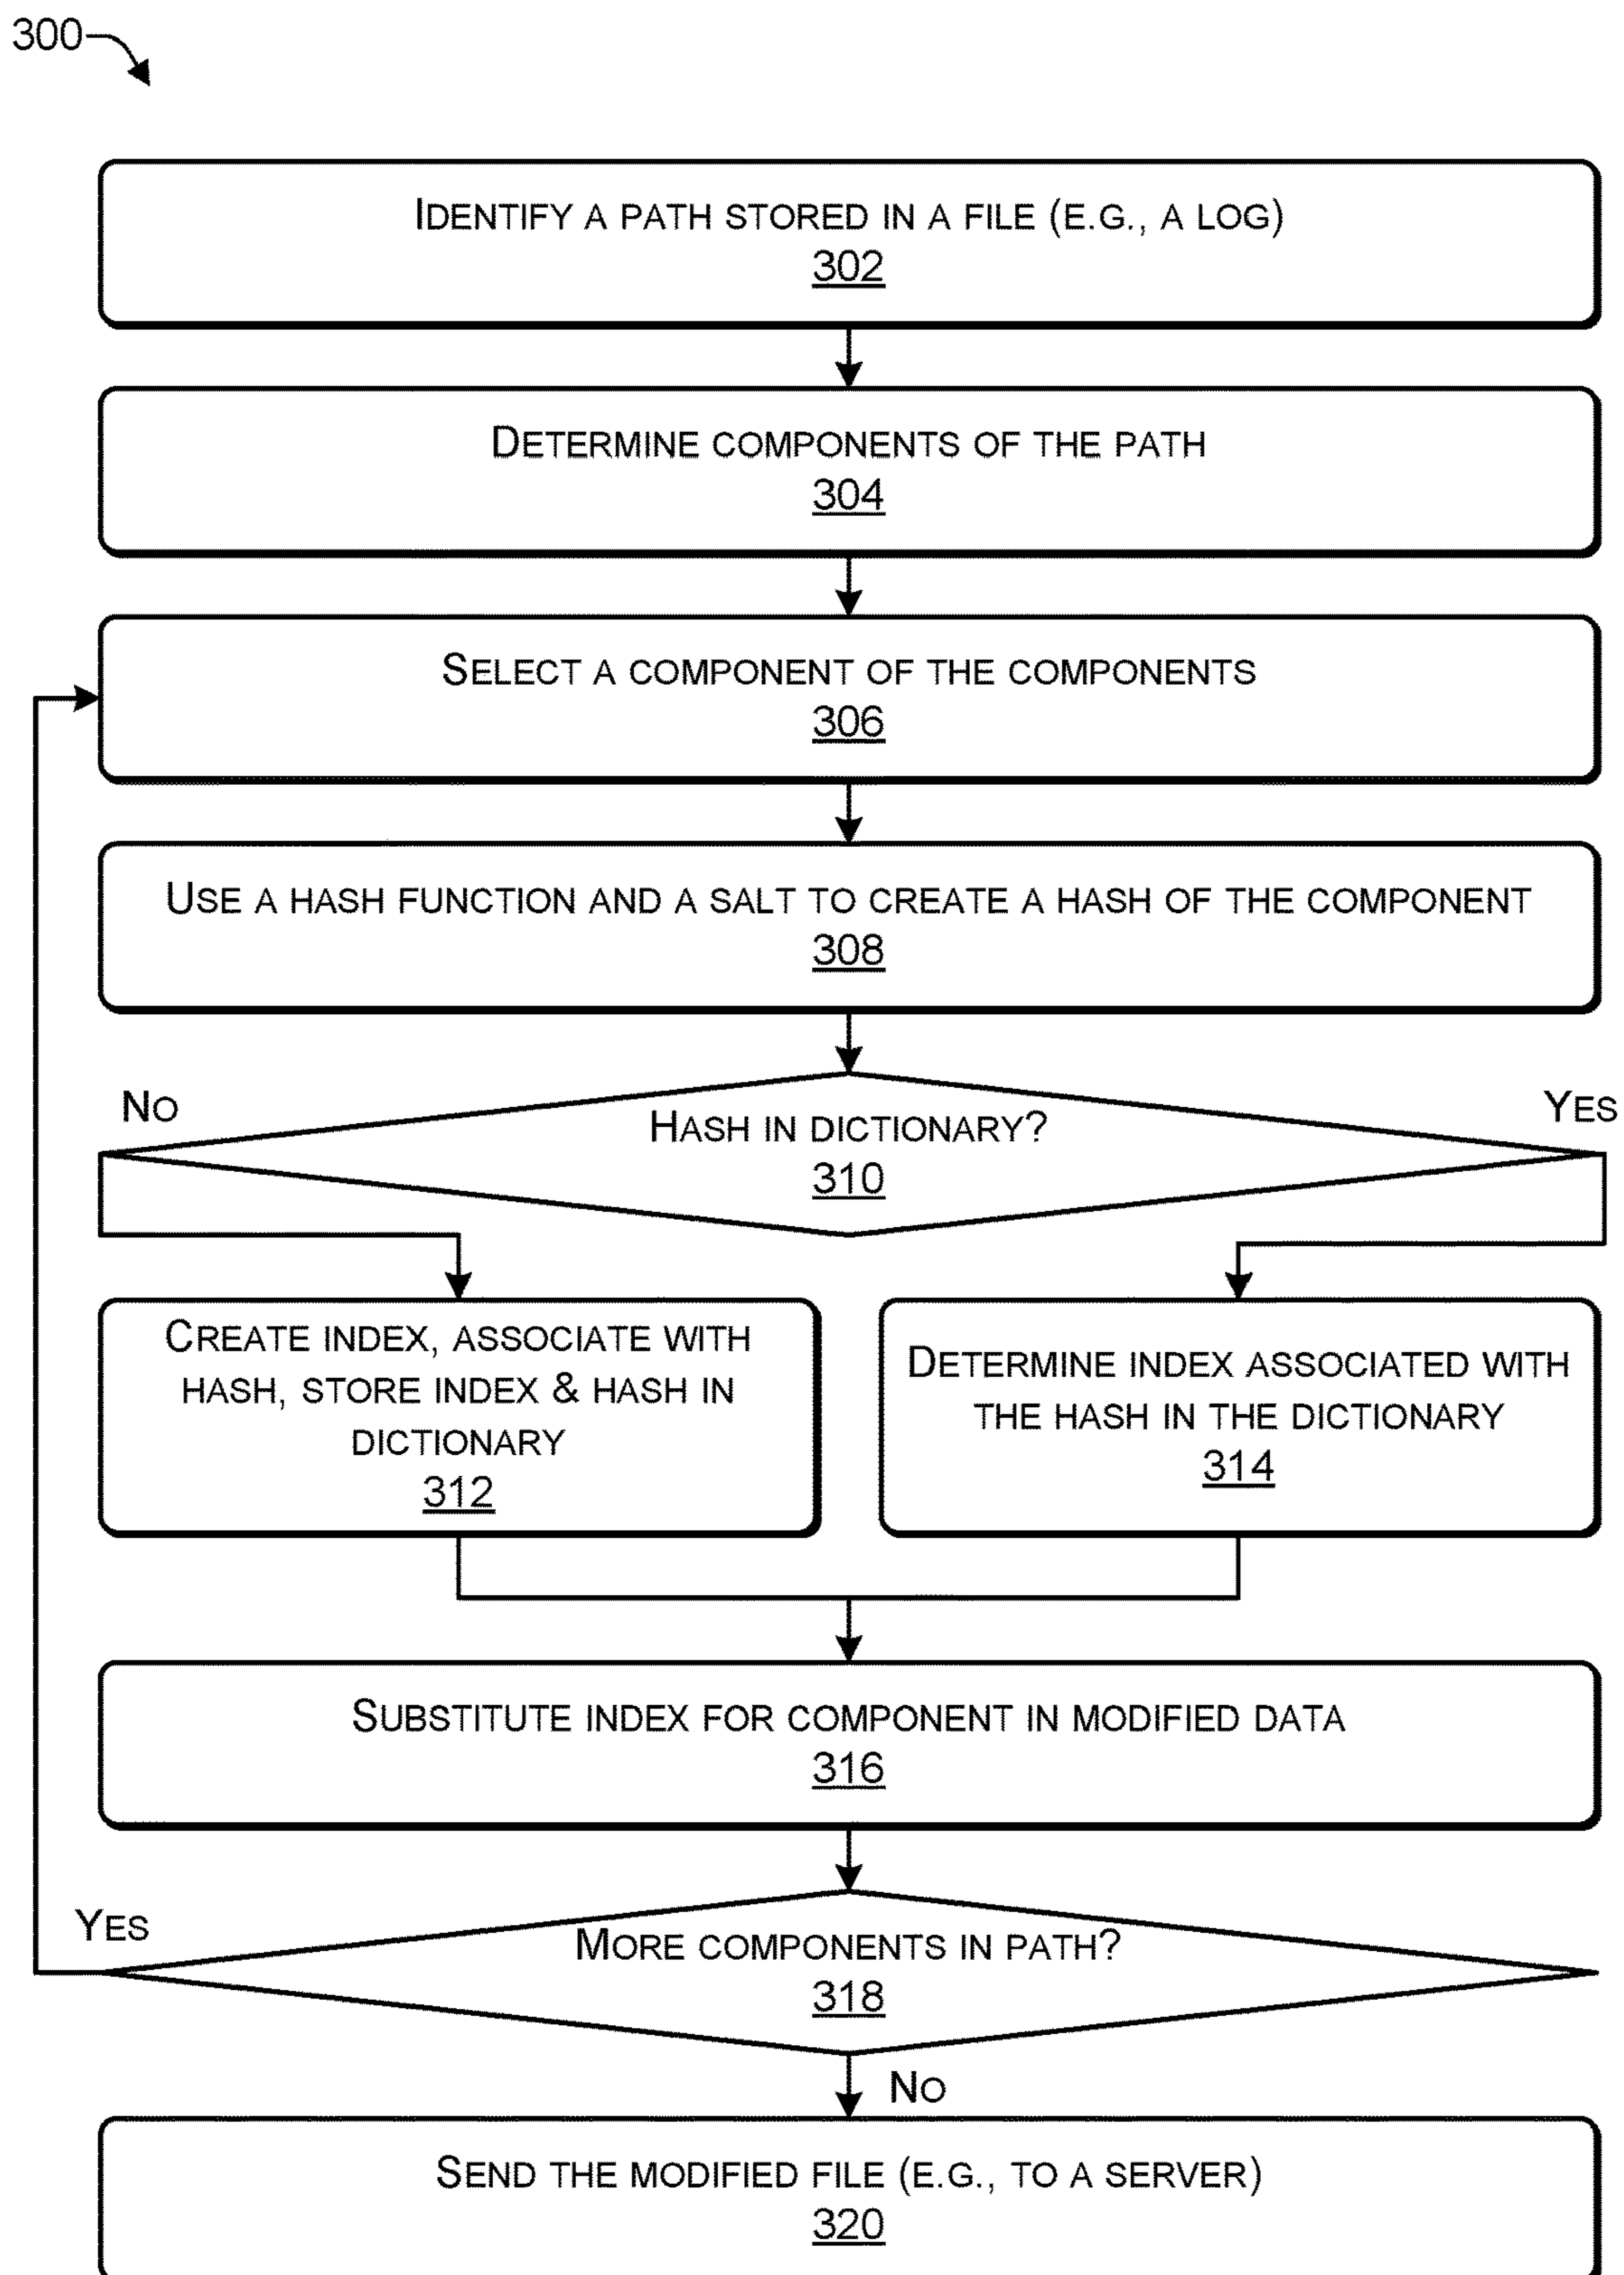 300
IDENTIFY A PATH STORED IN A FILE (E.G., A LOG)
302
DETERMINE COMPONENTS OF THE PATH
304
SELECT A COMPONENT OF THE COMPONENTS
306
USE A HASH FUNCTION AND A SALT TO CREATE A HASH OF THE COMPONENT
308
NO
YES
HASH IN DICTIONARY?
310
CREATE INDEX, ASSOCIATE WITH
HASH, STORE INDEX & HASH IN
DICTIONARY
312
DETERMINE INDEX ASSOCIATED WITH
THE HASH IN THE DICTIONARY
314
SUBSTITUTE INDEX FOR COMPONENT IN MODIFIED DATA
316
YES
MORE COMPONENTS IN PATH?
318
NO
SEND THE MODIFIED FILE (E.G., TO A SERVER)
320